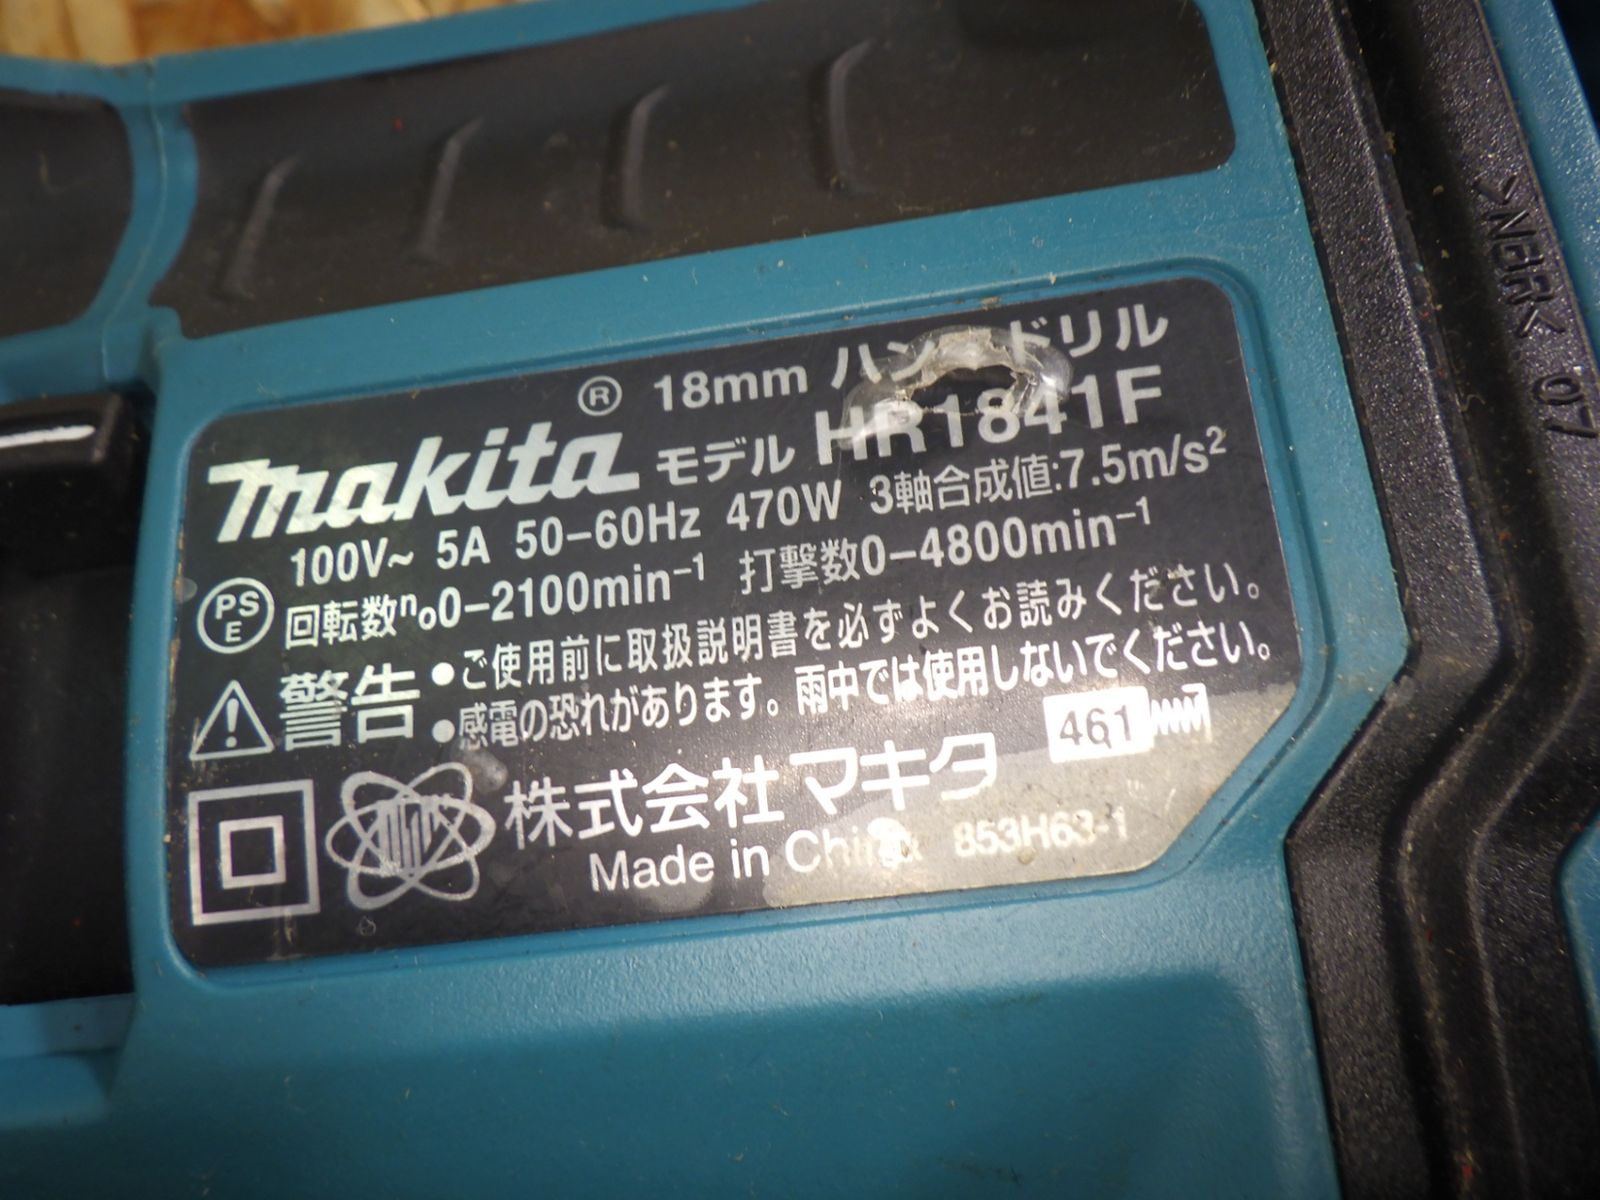 ® 18mm ハン ドリル
makita モデル HR1841F
100V~ 5A 50-60Hz 470W 3軸合成値:7.5m/s²
PS E 回転数n₀0-2100min⁻¹ 打撃数0-4800min⁻¹
警告 ●ご使用前に取扱説明書を必ずよくお読みください。
●感電の恐れがあります。雨中では使用しないでください。
株式会社マキタ 461
Made in China 853H63-1
>NBR< 07